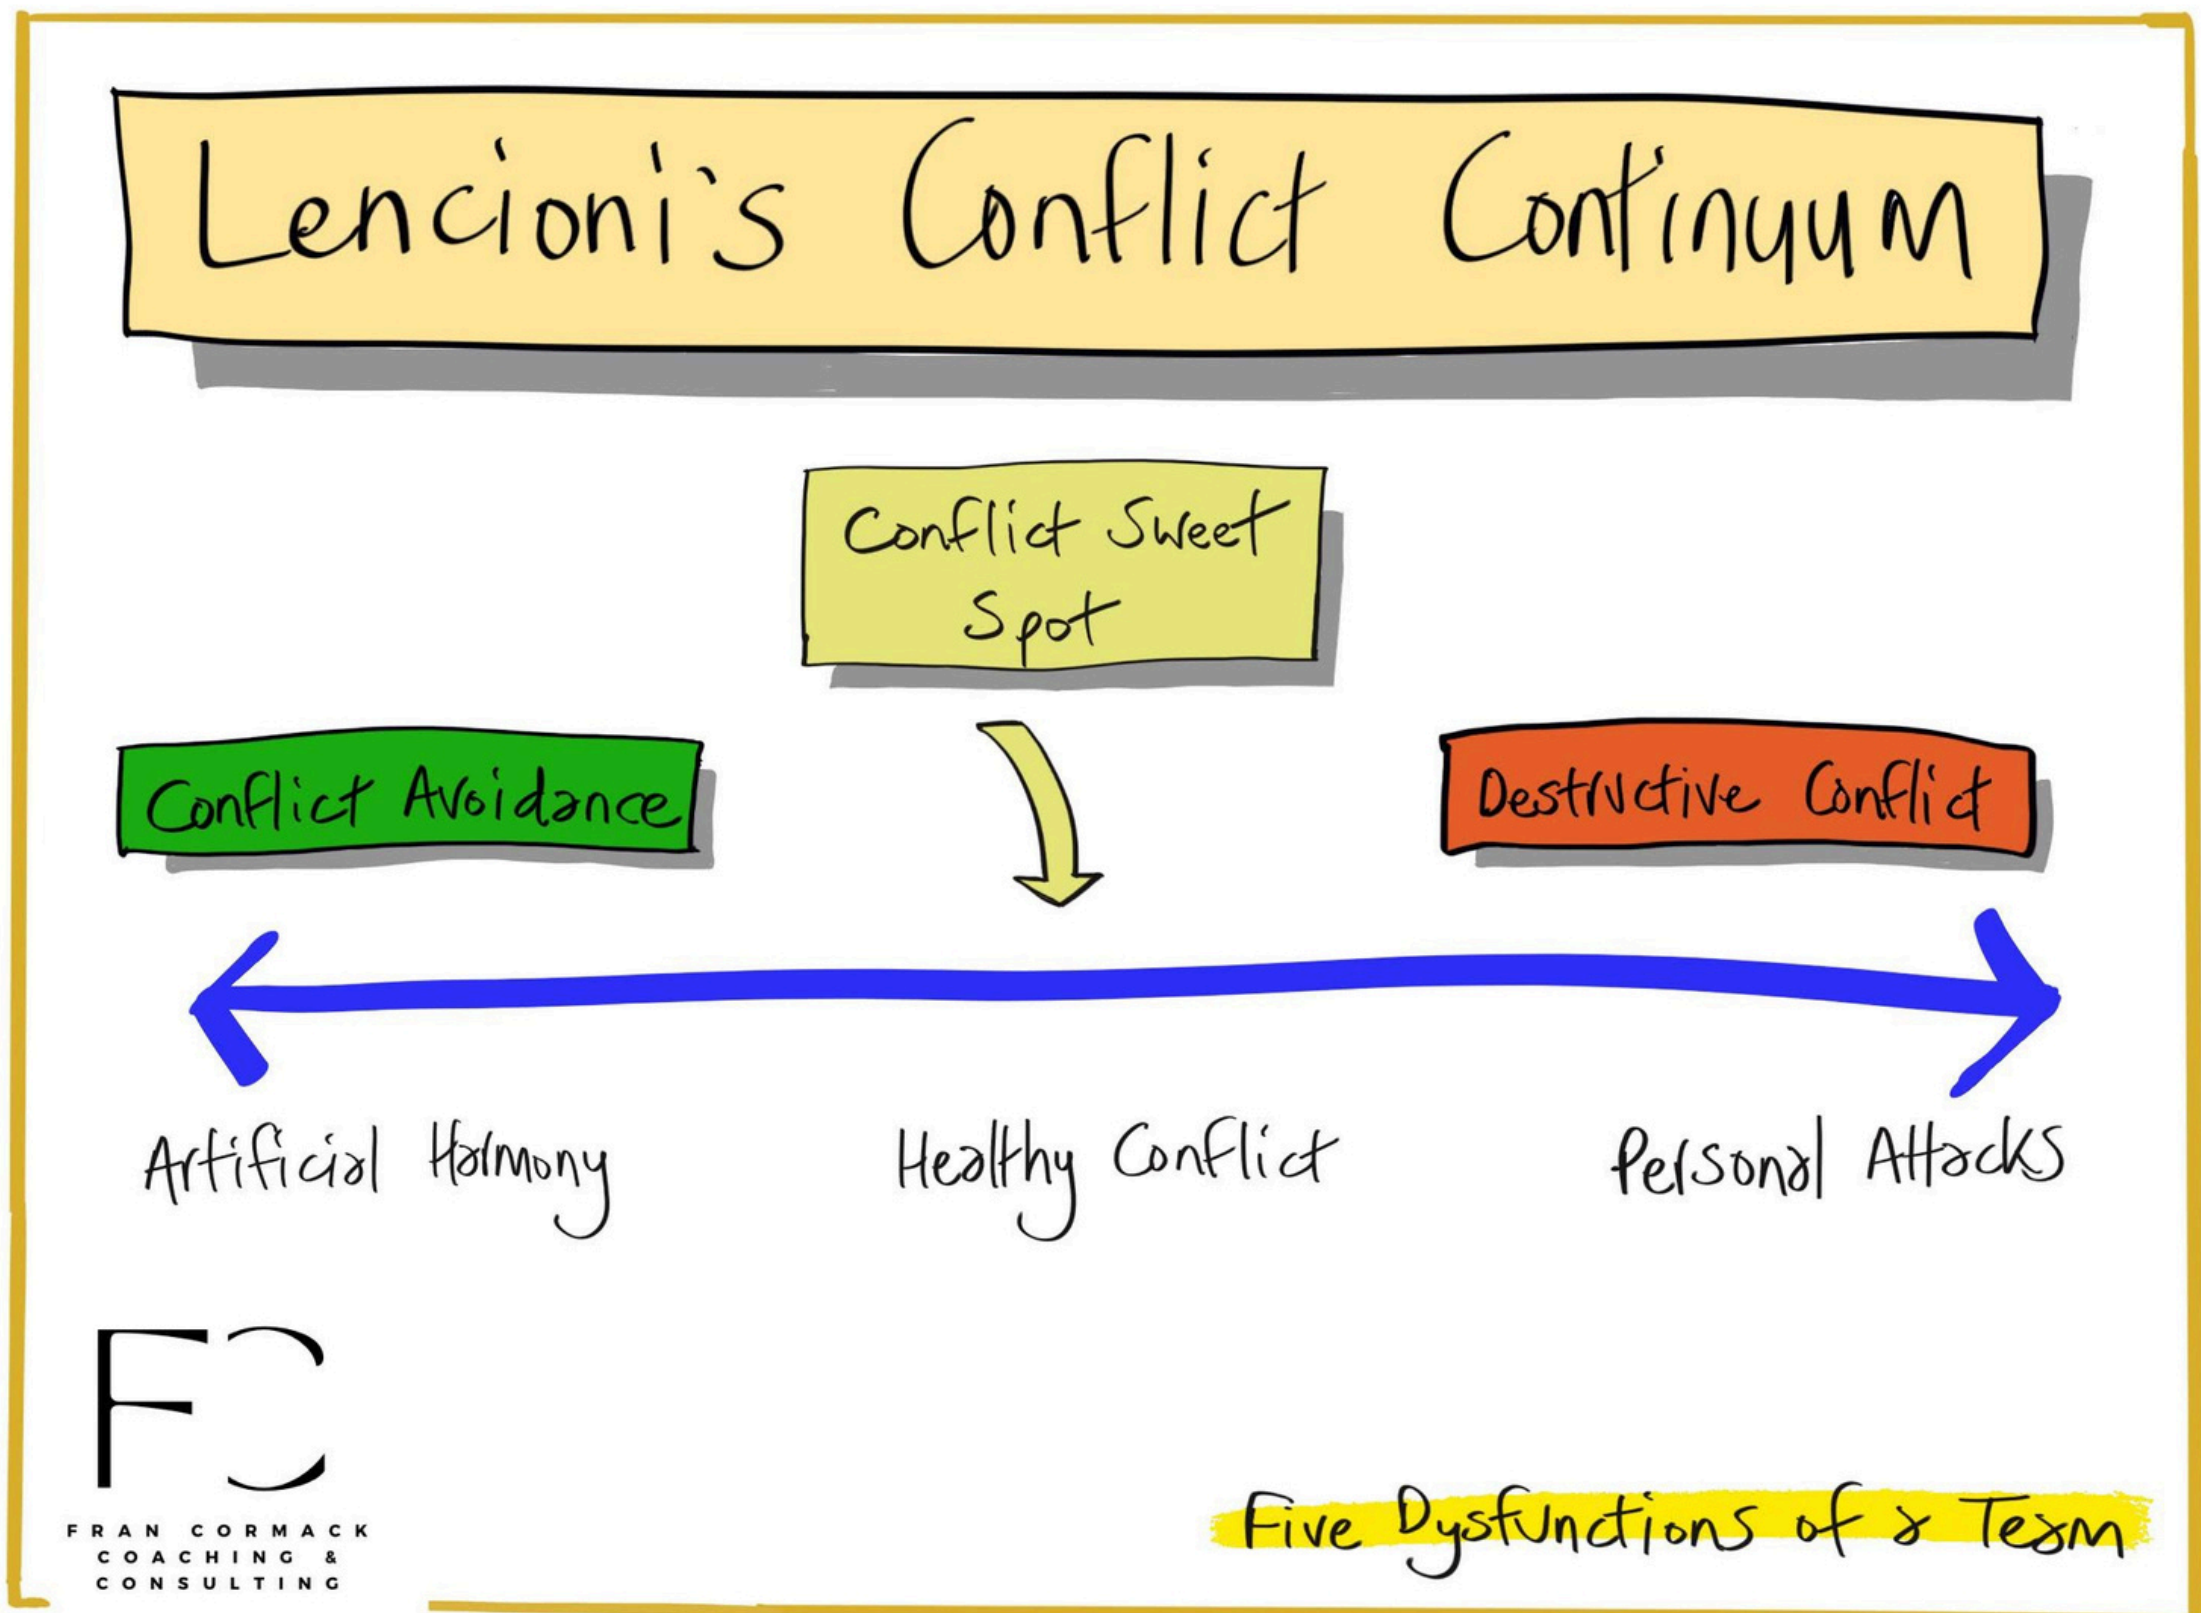 Lencioni's Conflict Continuum
Conflict Sweet
Spot
Conflict Avoidance
Destructive Conflict
Artificial Harmony
Healthy Conflict
Personal Attacks
FC
FRAN CORMACK
COACHING &
CONSULTING
Five Dysfunctions of a Team